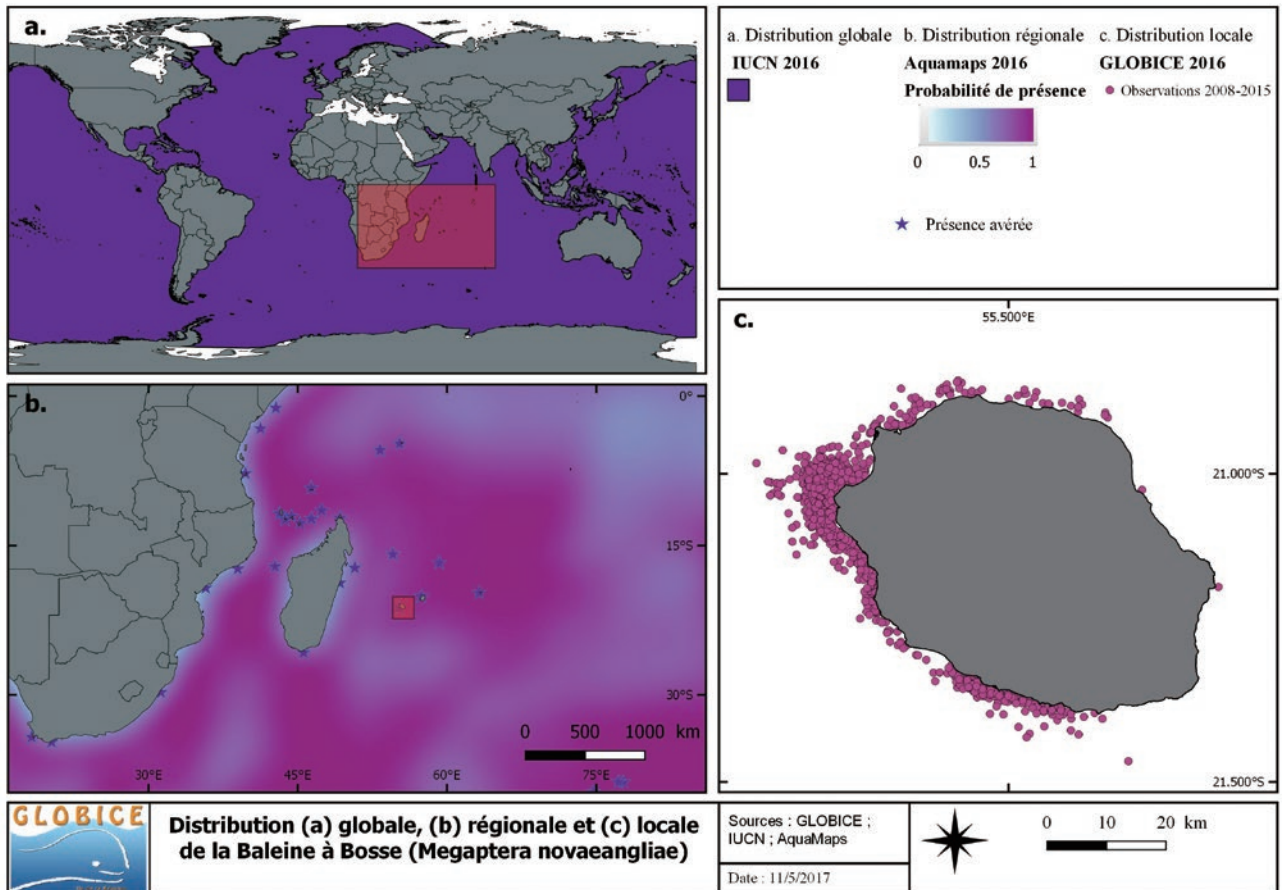 a.
a. Distribution globale
IUCN 2016
b. Distribution régionale
Aquamaps 2016
Probabilité de présence
0 0.5 1
Présence avérée
c. Distribution locale
GLOBICE 2016
Observations 2008-2015
b.
0°
15°S
30°S
0 500 1000 km
30°E 45°E 60°E 75°E
c.
55.500°E
21.000°S
21.500°S
GLOBICE
Distribution (a) globale, (b) régionale et (c) locale
de la Baleine à Bosse (Megaptera novaeangliae)
Sources : GLOBICE ;
IUCN ; AquaMaps
Date : 11/5/2017
0 10 20 km